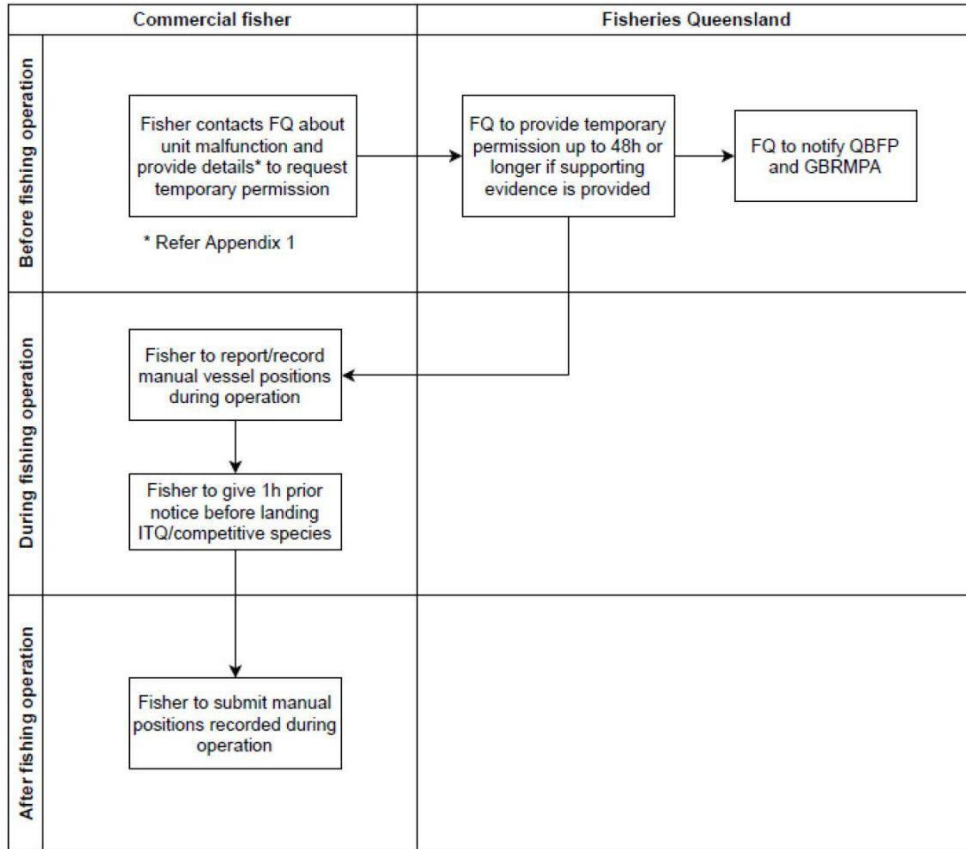 Commercial fisher
Fisheries Queensland
Before fishing operation
Fisher contacts FQ about
unit malfunction and
provide details* to request
temporary permission
* Refer Appendix 1
FQ to provide temporary
permission up to 48h or
longer if supporting
evidence is provided
FQ to notify QBFP
and GBRMPA
During fishing operation
Fisher to report/record
manual vessel positions
during operation
Fisher to give 1h prior
notice before landing
ITQ/competitive species
After fishing operation
Fisher to submit manual
positions recorded during
operation